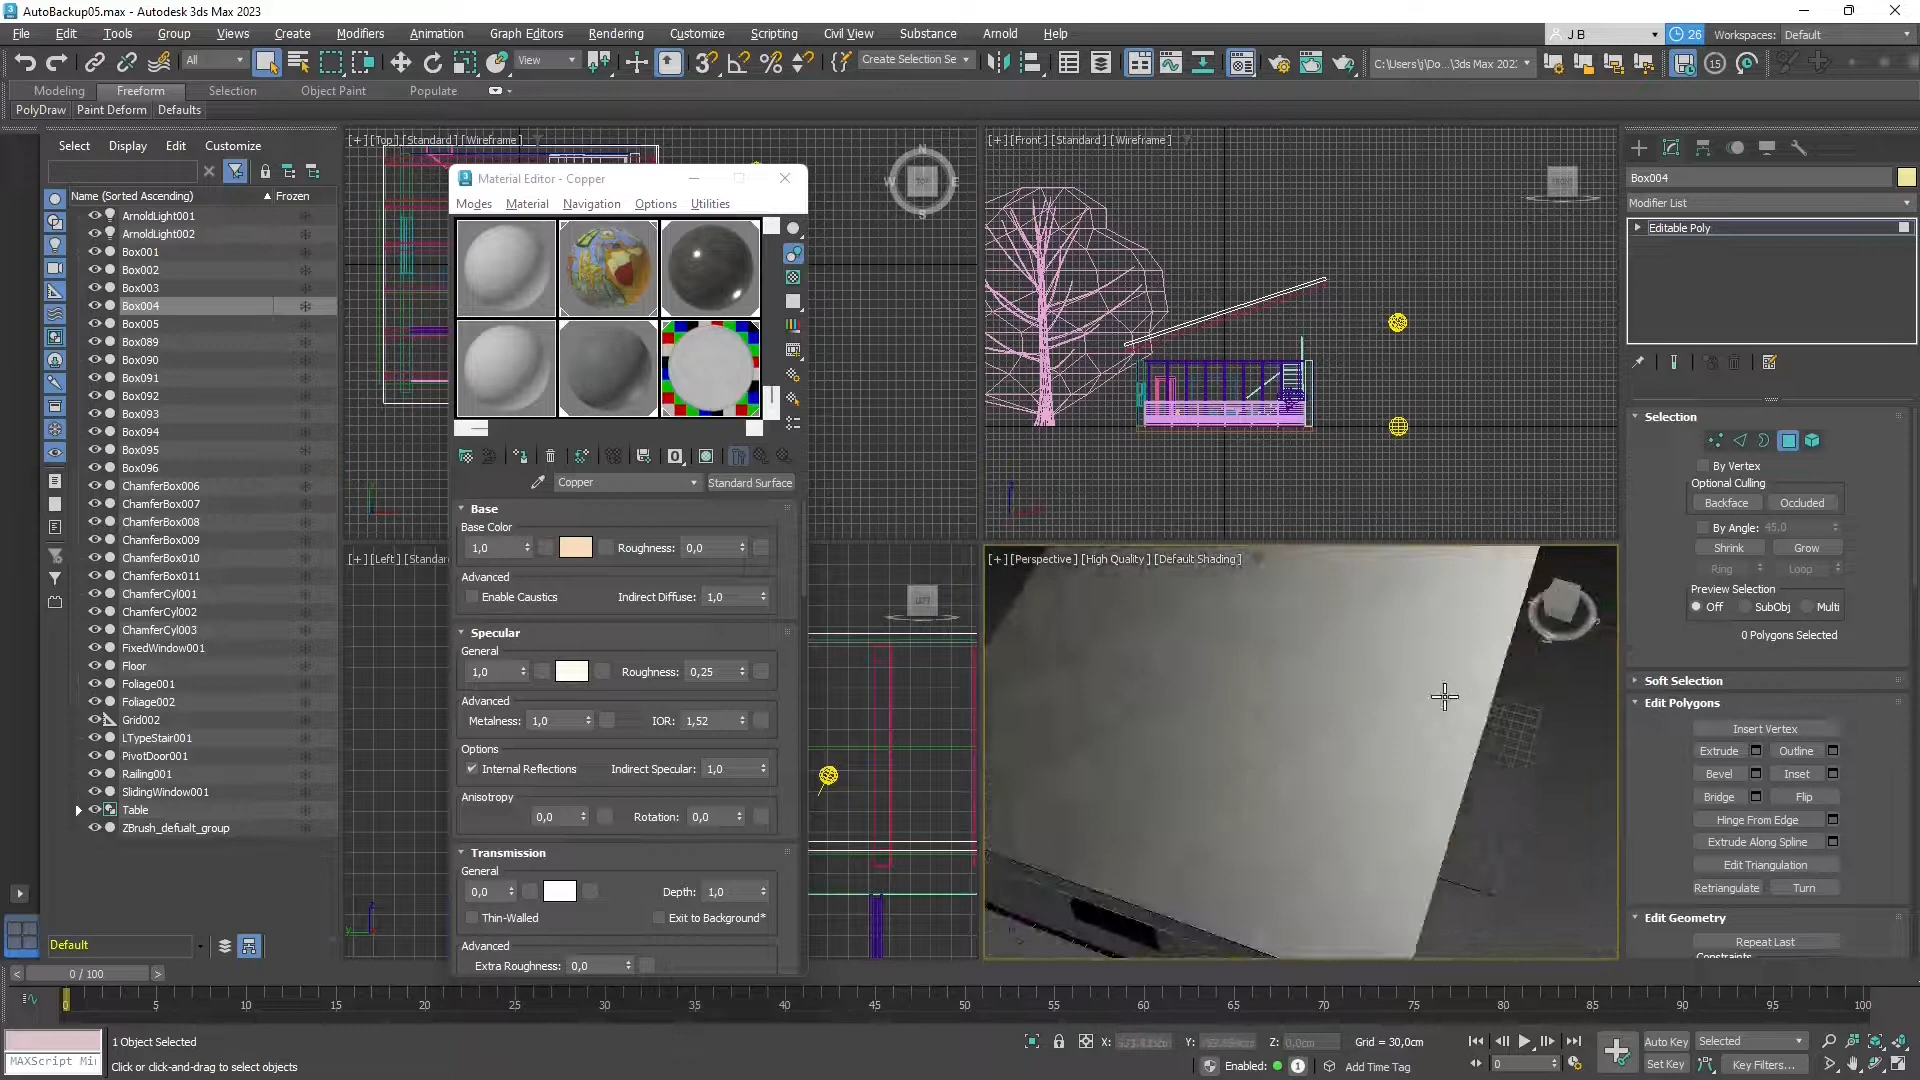 AutoBackup05.max - Autodesk 3ds Max 2023
File Edit Tools Group Views Create Modifiers Animation Graph Editors Rendering Customize Scripting Civil View Substance Arnold Help
J B 26 Workspaces: Default
All View Create Selection Se C:\Users\j\Do...\3ds Max 202: 15
Modeling Freeform Selection Object Paint Populate
PolyDraw Paint Deform Defaults
Select Display Edit Customize
Name (Sorted Ascending) Frozen
ArnoldLight001
ArnoldLight002
Box001
Box002
Box003
Box004
Box005
Box089
Box090
Box091
Box092
Box093
Box094
Box095
Box096
ChamferBox006
ChamferBox007
ChamferBox008
ChamferBox009
ChamferBox010
ChamferBox011
ChamferCyl001
ChamferCyl002
ChamferCyl003
FixedWindow001
Floor
Foliage001
Foliage002
Grid002
LTypeStair001
PivotDoor001
Railing001
SlidingWindow001
Table
ZBrush_defualt_group
Default
[+] [Top] [Standard] [Wireframe]
[+] [Front] [Standard] [Wireframe]
[+] [Left] [Standar
[+] [Perspective] [High Quality] [Default Shading]
TOP N E S W
FRONT
LEFT
Material Editor - Copper
Modes Material Navigation Options Utilities
Copper Standard Surface
Base
Base Color
1,0 Roughness: 0,0
Advanced
Enable Caustics Indirect Diffuse: 1,0
Specular
General
1,0 Roughness: 0,25
Advanced
Metalness: 1,0 IOR: 1,52
Options
Internal Reflections Indirect Specular: 1,0
Anisotropy
0,0 Rotation: 0,0
Transmission
General
0,0 Depth: 1,0
Thin-Walled Exit to Background*
Advanced
Extra Roughness: 0,0
Box004
Modifier List
Editable Poly
Selection
By Vertex
Optional Culling
Backface Occluded
By Angle: 45,0
Shrink Grow
Ring Loop
Preview Selection
Off SubObj Multi
0 Polygons Selected
Soft Selection
Edit Polygons
Insert Vertex
Extrude Outline
Bevel Inset
Bridge Flip
Hinge From Edge
Extrude Along Spline
Edit Triangulation
Retriangulate Turn
Edit Geometry
Repeat Last
Constraints
0 / 100
0 5 10 15 20 25 30 35 40 45 50 55 60 65 70 75 80 85 90 95 100
1 Object Selected
MAXScript Mi
Click or click-and-drag to select objects
X: Y: Z: 0,0cm Grid = 30,0cm
Enabled: 1 Add Time Tag
0
Auto Key Selected
Set Key Key Filters...